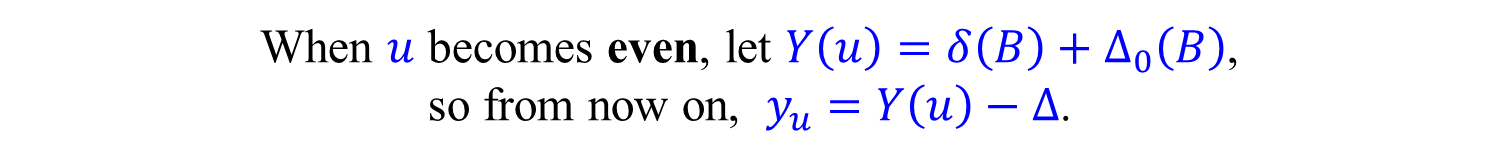 When u becomes even, let Y(u) = δ(B) + Δ₀(B),
so from now on, yᵤ = Y(u) − Δ.